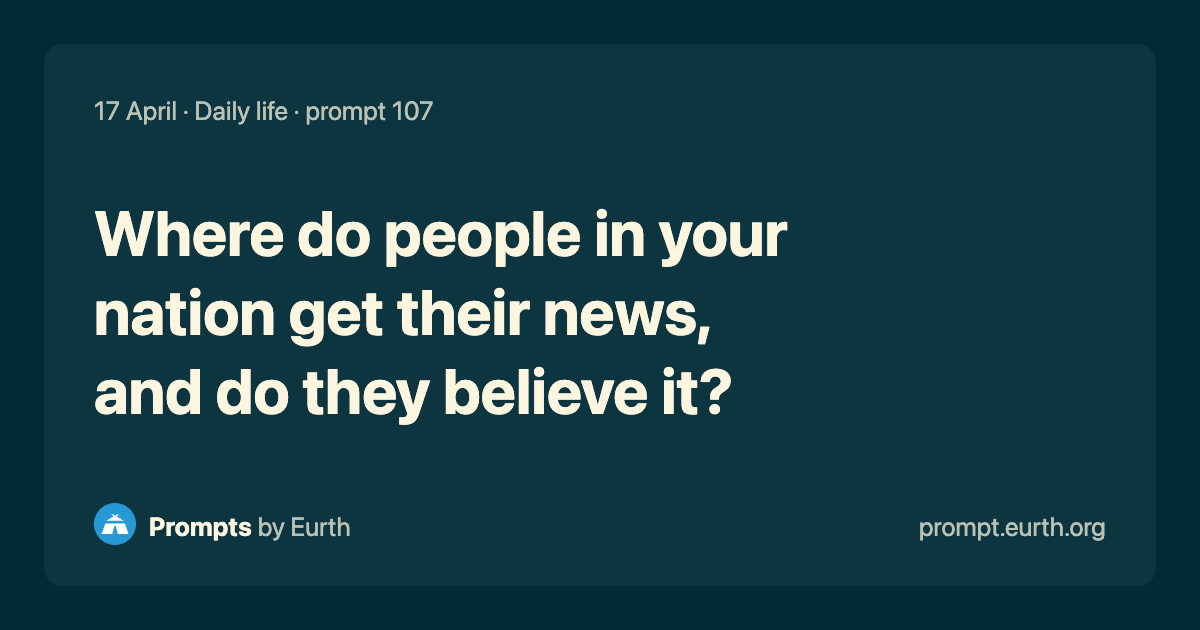 17 April · Daily life · prompt 107
Where do people in your
nation get their news,
and do they believe it?
Prompts by Eurth
prompt.eurth.org